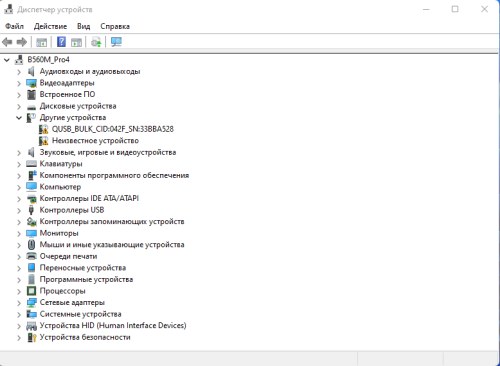 Диспетчер устройств
Файл Действие Вид Справка
B560M_Pro4
Аудиовходы и аудиовыходы
Видеоадаптеры
Встроенное ПО
Дисковые устройства
Другие устройства
QUSB_BULK_CID:042F_SN:33BBA528
Неизвестное устройство
Звуковые, игровые и видеоустройства
Клавиатуры
Компоненты программного обеспечения
Компьютер
Контроллеры IDE ATA/ATAPI
Контроллеры USB
Контроллеры запоминающих устройств
Мониторы
Мыши и иные указывающие устройства
Очереди печати
Переносные устройства
Программные устройства
Процессоры
Сетевые адаптеры
Системные устройства
Устройства HID (Human Interface Devices)
Устройства безопасности